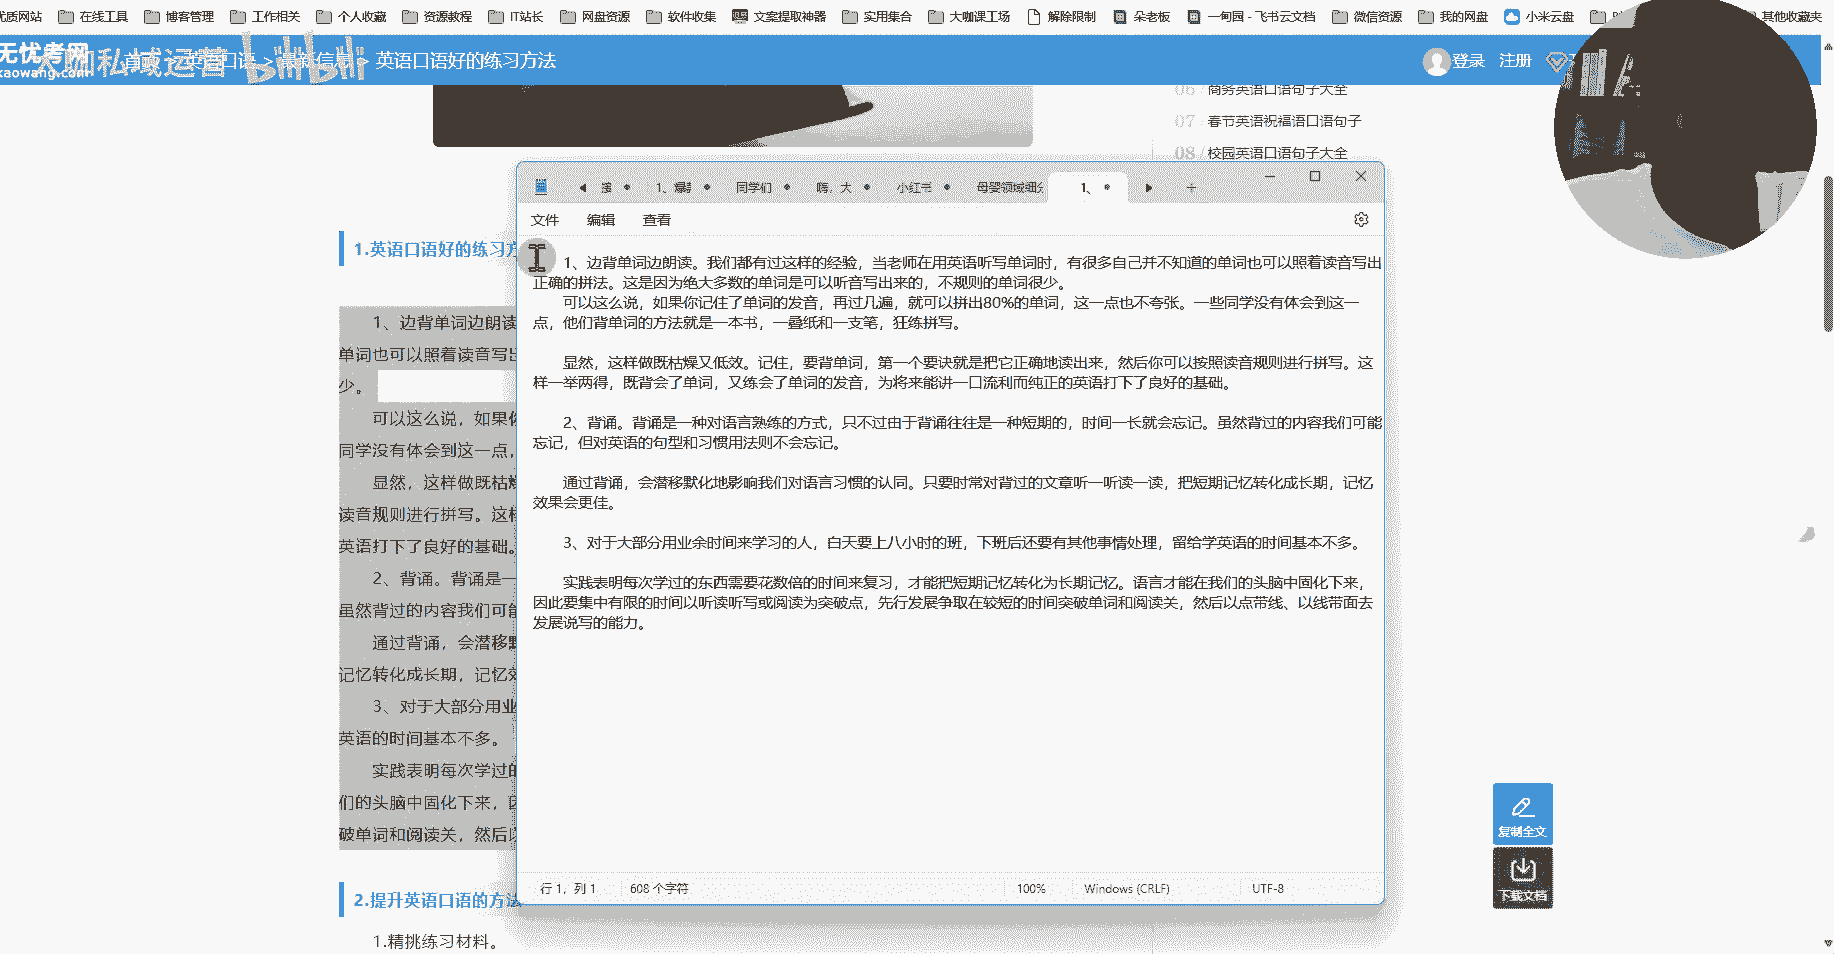 优质网站 在线工具 博客管理 工作相关 个人收藏 资源教程 IT站长 网盘资源 软件收集 文案提取神器 实用集合 大咖课工场 解除限制 朵老板 一甸园 - 飞书云文档 微信资源 我的网盘 小米云盘 其他收藏夹
无忧考网
kaowang.com
私域运营 bilibili
首页 > 英语口语 > 最新信息 > 英语口语好的练习方法
登录 注册
06 / 商务英语口语句子大全
07 / 春节英语祝福语口语句子
08 / 校园英语口语句子大全
1、爆 同学们 嗨，大 小红书 母婴领域细分 1、
文件 编辑 查看
1、边背单词边朗读。我们都有过这样的经验，当老师在用英语听写单词时，有很多自己并不知道的单词也可以照着读音写出
正确的拼法。这是因为绝大多数的单词是可以听音写出来的，不规则的单词很少。
可以这么说，如果你记住了单词的发音，再过几遍，就可以拼出80%的单词，这一点也不夸张。一些同学没有体会到这一
点，他们背单词的方法就是一本书，一叠纸和一支笔，狂练拼写。
显然，这样做既枯燥又低效。记住，要背单词，第一个要诀就是把它正确地读出来，然后你可以按照读音规则进行拼写。这
样一举两得，既背会了单词，又练会了单词的发音，为将来能讲一口流利而纯正的英语打下了良好的基础。
2、背诵。背诵是一种对语言熟练的方式，只不过由于背诵往往是一种短期的，时间一长就会忘记。虽然背过的内容我们可能
忘记，但对英语的句型和习惯用法则不会忘记。
通过背诵，会潜移默化地影响我们对语言习惯的认同。只要时常对背过的文章听一听读一读，把短期记忆转化成长期，记忆
效果会更佳。
3、对于大部分用业余时间来学习的人，白天要上八小时的班，下班后还要有其他事情处理，留给学英语的时间基本不多。
实践表明每次学过的东西需要花数倍的时间来复习，才能把短期记忆转化为长期记忆。语言才能在我们的头脑中固化下来，
因此要集中有限的时间以听读听写或阅读为突破点，先行发展争取在较短的时间突破单词和阅读关，然后以点带线、以线带面去
发展说写的能力。
行 1，列 1 608 个字符 100% Windows (CRLF) UTF-8
1.英语口语好的练习方
1、边背单词边朗读
单词也可以照着读音写出
少。
可以这么说，如果你
同学没有体会到这一点，
显然，这样做既枯燥
读音规则进行拼写。这样
英语打下了良好的基础。
2、背诵。背诵是一
虽然背过的内容我们可能
通过背诵，会潜移默
记忆转化成长期，记忆效
3、对于大部分用业
英语的时间基本不多。
实践表明每次学过的
们的头脑中固化下来，因
破单词和阅读关，然后以
2.提升英语口语的方法
1.精挑练习材料。
复制全文
下载文档